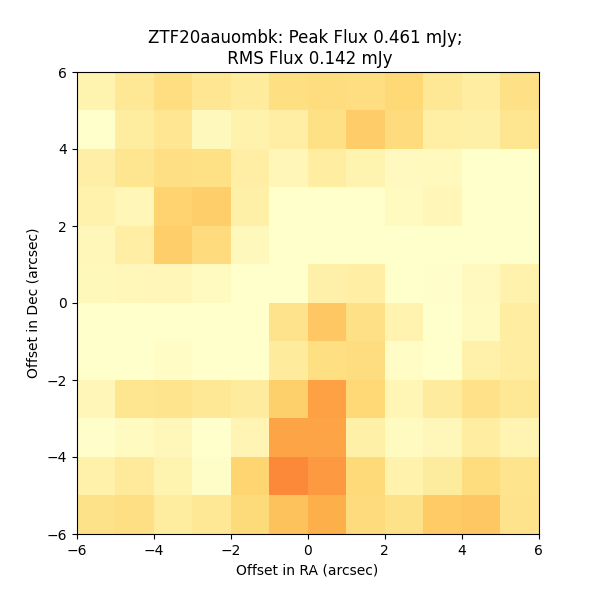 ZTF20aauombk: Peak Flux 0.461 mJy;
RMS Flux 0.142 mJy
6
4
2
0
−2
−4
−6
Offset in Dec (arcsec)
−6 −4 −2 0 2 4 6
Offset in RA (arcsec)